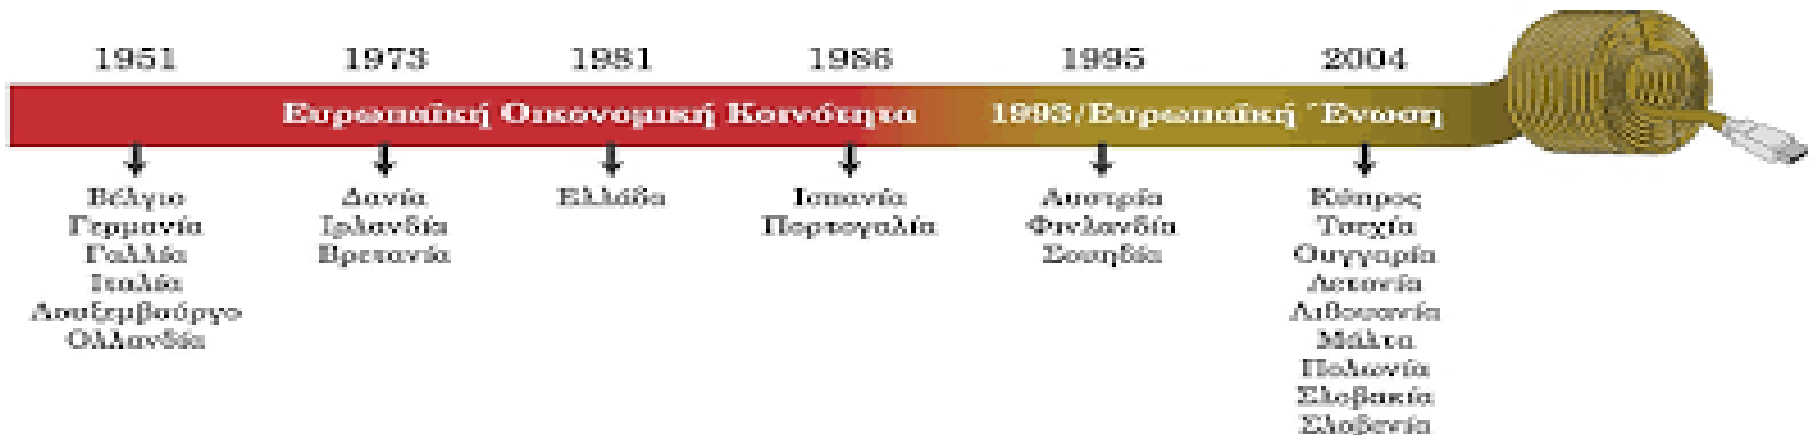 1951 1973 1981 1986 1995 2004
Ευρωπαϊκή Οικονομική Κοινότητα 1993/Ευρωπαϊκή Ένωση
Βέλγιο
Γερμανία
Γαλλία
Ιταλία
Λουξεμβούργο
Ολλανδία
Δανία
Ιρλανδία
Βρετανία
Ελλάδα
Ισπανία
Πορτογαλία
Αυστρία
Φινλανδία
Σουηδία
Κύπρος
Τσεχία
Ουγγαρία
Λετονία
Λιθουανία
Μάλτα
Πολωνία
Σλοβακία
Σλοβενία